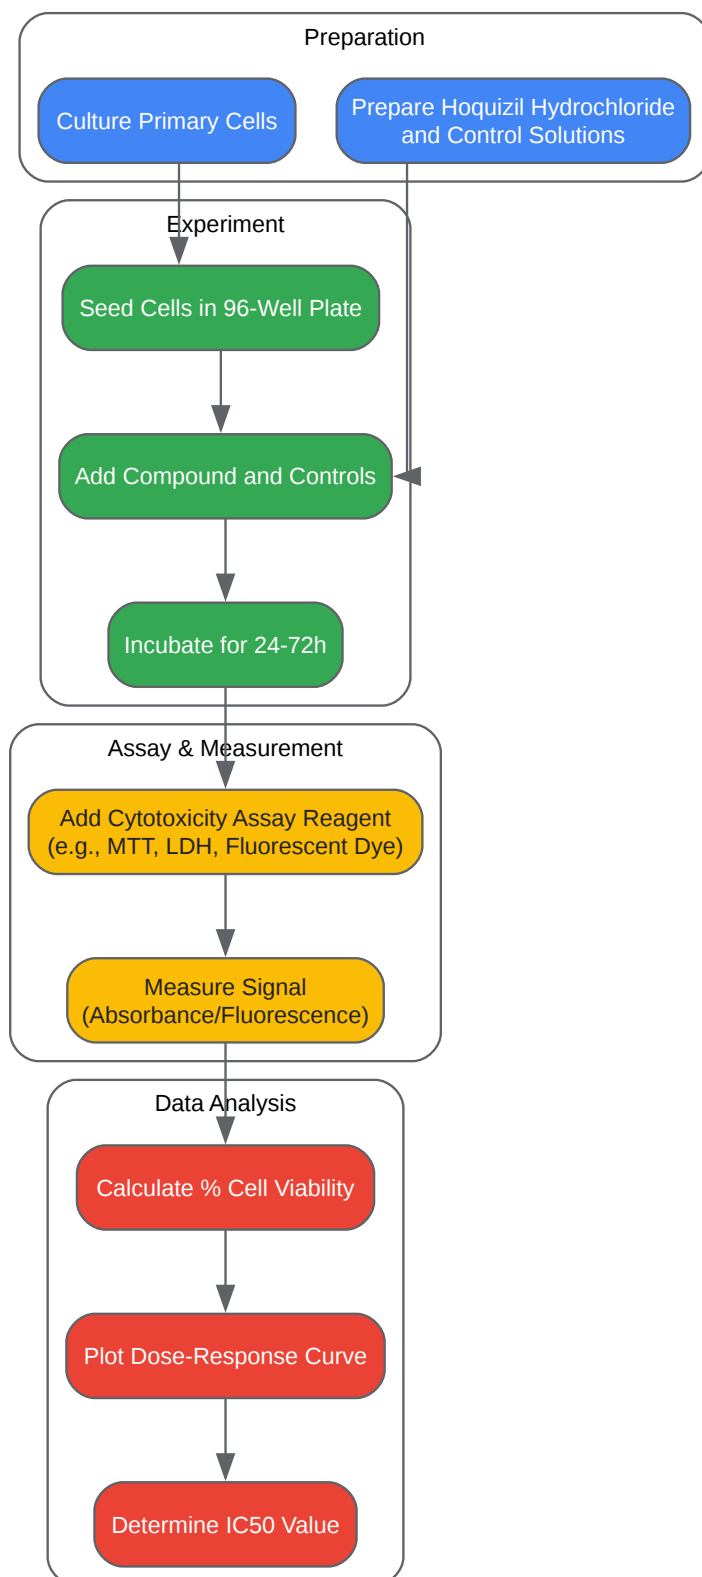 Preparation
Culture Primary Cells
Prepare Hoquizil Hydrochloride
and Control Solutions
Experiment
Seed Cells in 96-Well Plate
Add Compound and Controls
Incubate for 24-72h
Assay & Measurement
Add Cytotoxicity Assay Reagent
(e.g., MTT, LDH, Fluorescent Dye)
Measure Signal
(Absorbance/Fluorescence)
Data Analysis
Calculate % Cell Viability
Plot Dose-Response Curve
Determine IC50 Value